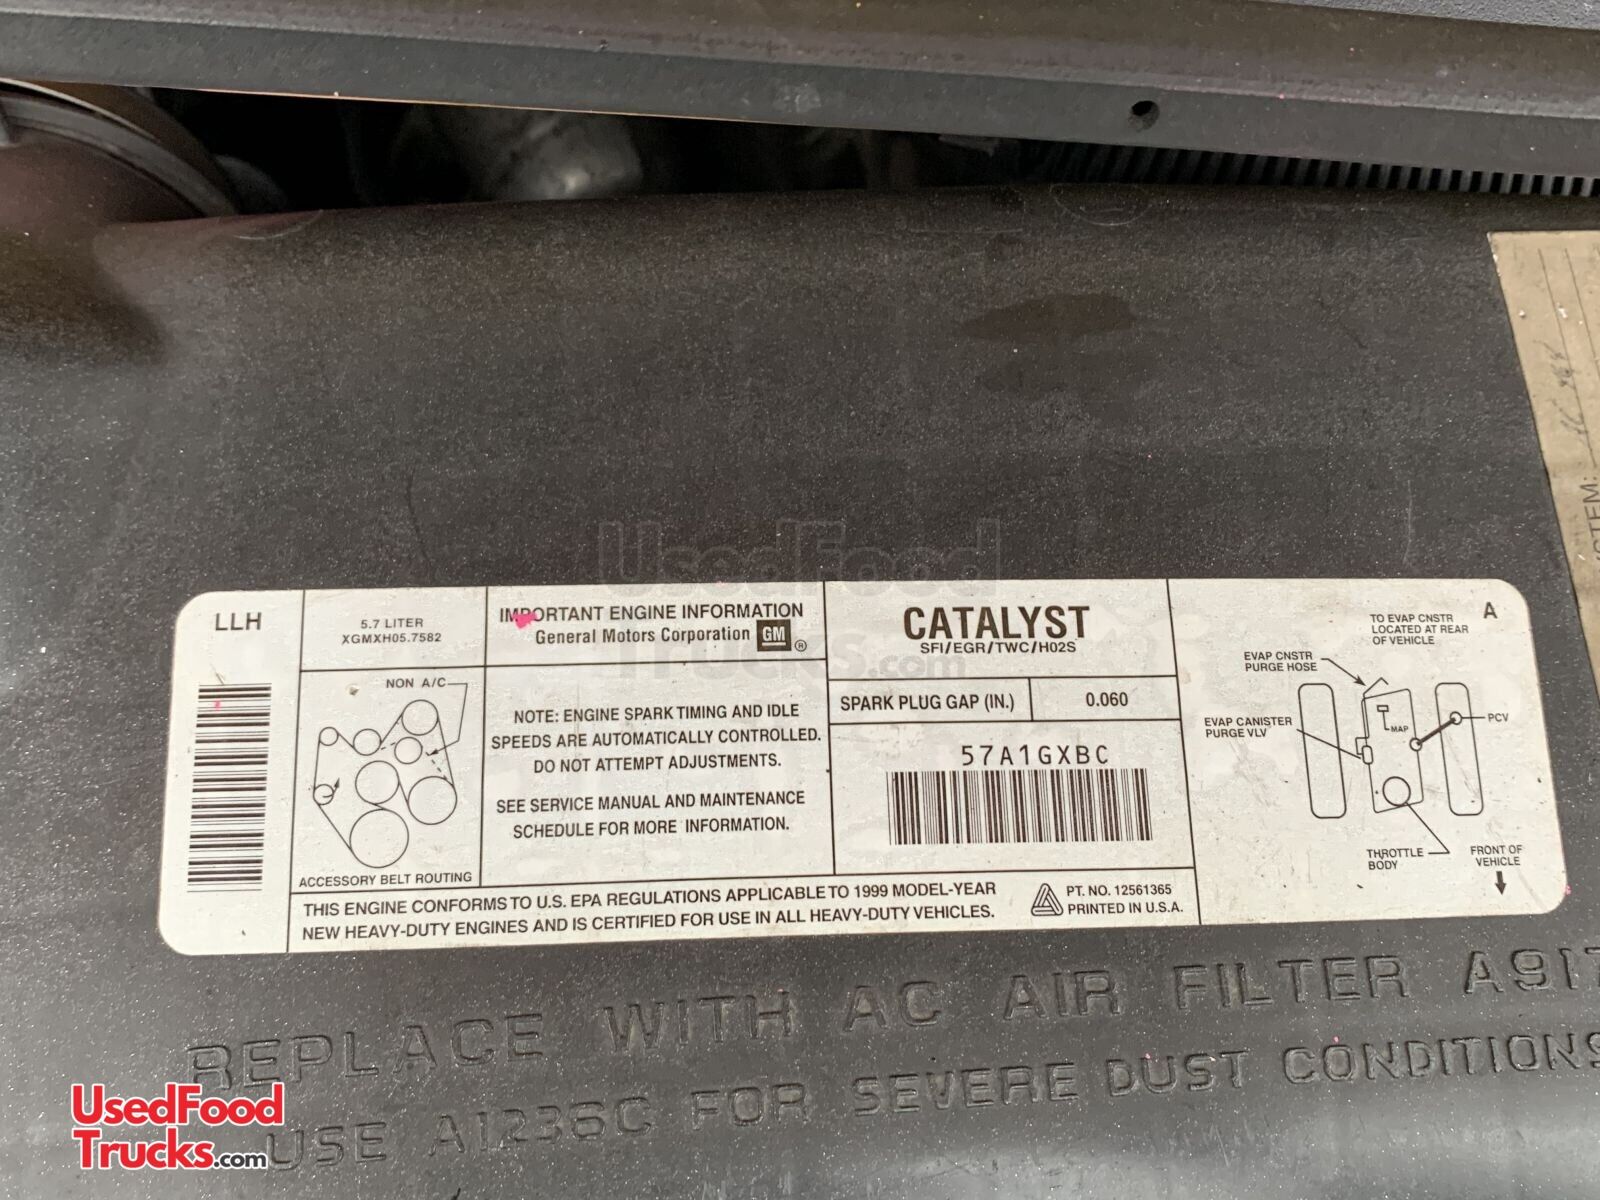 LLH
5.7 LITER
XGMXH05.7582
NON A/C
ACCESSORY BELT ROUTING
IMPORTANT ENGINE INFORMATION
General Motors Corporation GM ®
NOTE: ENGINE SPARK TIMING AND IDLE
SPEEDS ARE AUTOMATICALLY CONTROLLED.
DO NOT ATTEMPT ADJUSTMENTS.
SEE SERVICE MANUAL AND MAINTENANCE
SCHEDULE FOR MORE INFORMATION.
CATALYST
SFI/EGR/TWC/HO2S
SPARK PLUG GAP (IN.) 0.060
57A1GXBC
THIS ENGINE CONFORMS TO U.S. EPA REGULATIONS APPLICABLE TO 1999 MODEL-YEAR
NEW HEAVY-DUTY ENGINES AND IS CERTIFIED FOR USE IN ALL HEAVY-DUTY VEHICLES.
PT. NO. 12561365
PRINTED IN U.S.A.
A
TO EVAP CNSTR
LOCATED AT REAR
OF VEHICLE
EVAP CNSTR
PURGE HOSE
EVAP CANISTER
PURGE VLV
MAP
PCV
THROTTLE
BODY
FRONT OF
VEHICLE
REPLACE WITH AC AIR FILTER A917
USE A1236C FOR SEVERE DUST CONDITIONS
UsedFood
Trucks.com
UsedFood
Trucks.com